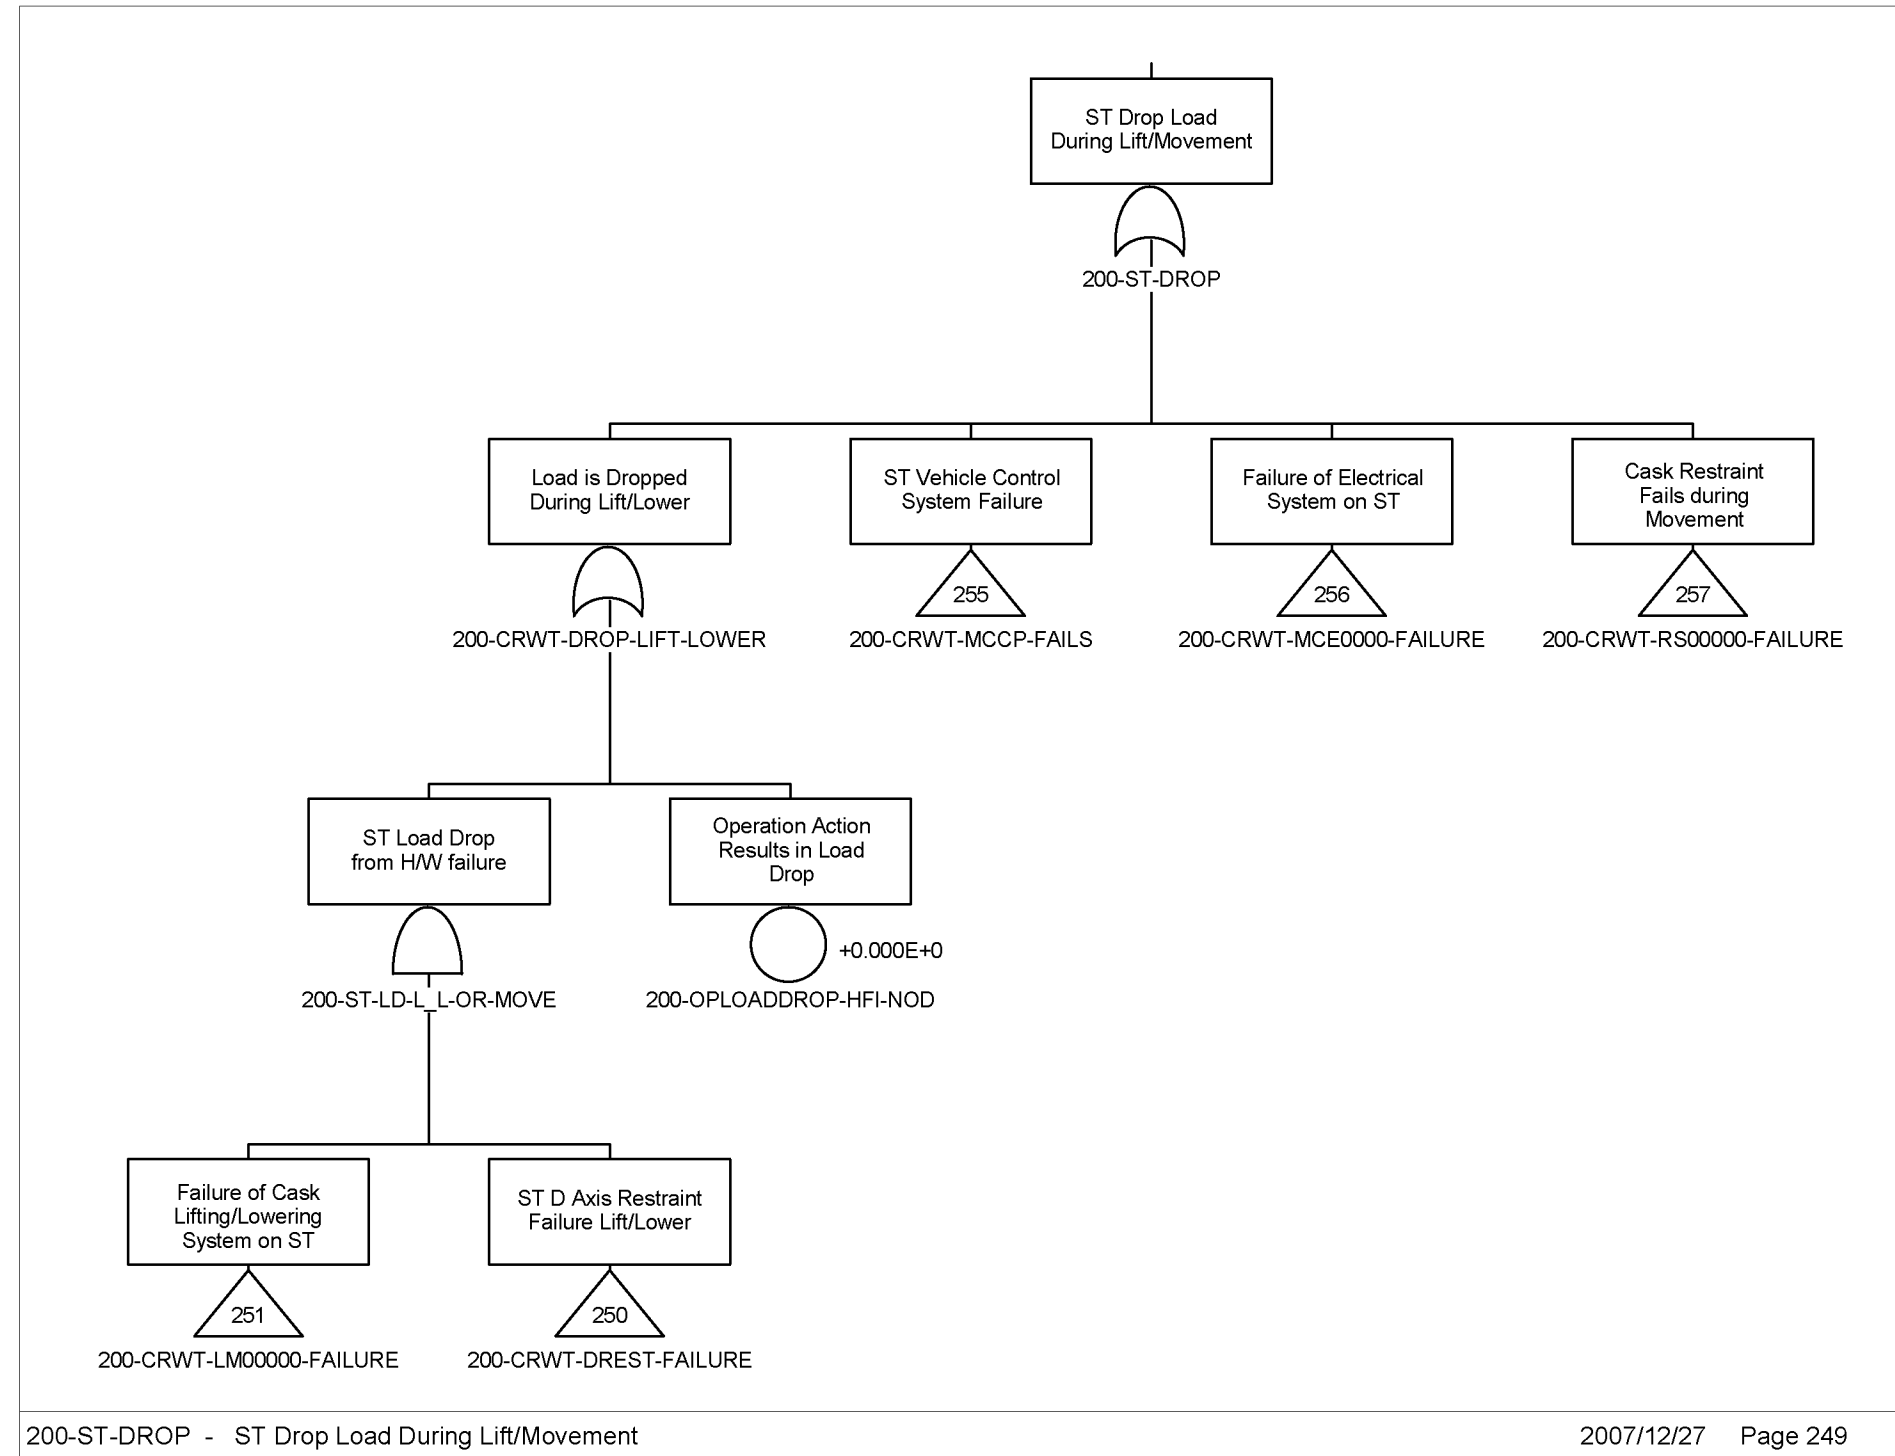 ST Drop Load
During Lift/Movement
200-ST-DROP
Load is Dropped
During Lift/Lower
200-CRWT-DROP-LIFT-LOWER
ST Vehicle Control
System Failure
255
200-CRWT-MCCP-FAILS
Failure of Electrical
System on ST
256
200-CRWT-MCE0000-FAILURE
Cask Restraint
Fails during
Movement
257
200-CRWT-RS00000-FAILURE
ST Load Drop
from H/W failure
200-ST-LD-L_L-OR-MOVE
Operation Action
Results in Load
Drop
+0.000E+0
200-OPLOADDROP-HFI-NOD
Failure of Cask
Lifting/Lowering
System on ST
251
200-CRWT-LM00000-FAILURE
ST D Axis Restraint
Failure Lift/Lower
250
200-CRWT-DREST-FAILURE
200-ST-DROP - ST Drop Load During Lift/Movement
2007/12/27 Page 249